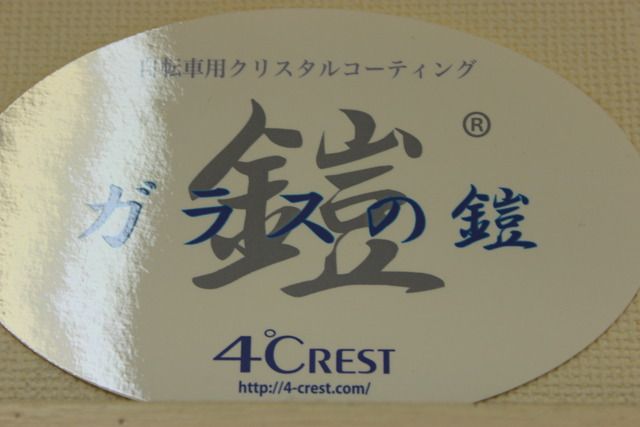 自転車用クリスタルコーティング
鎧
®
ガラスの鎧
4℃CREST
http://4-crest.com/